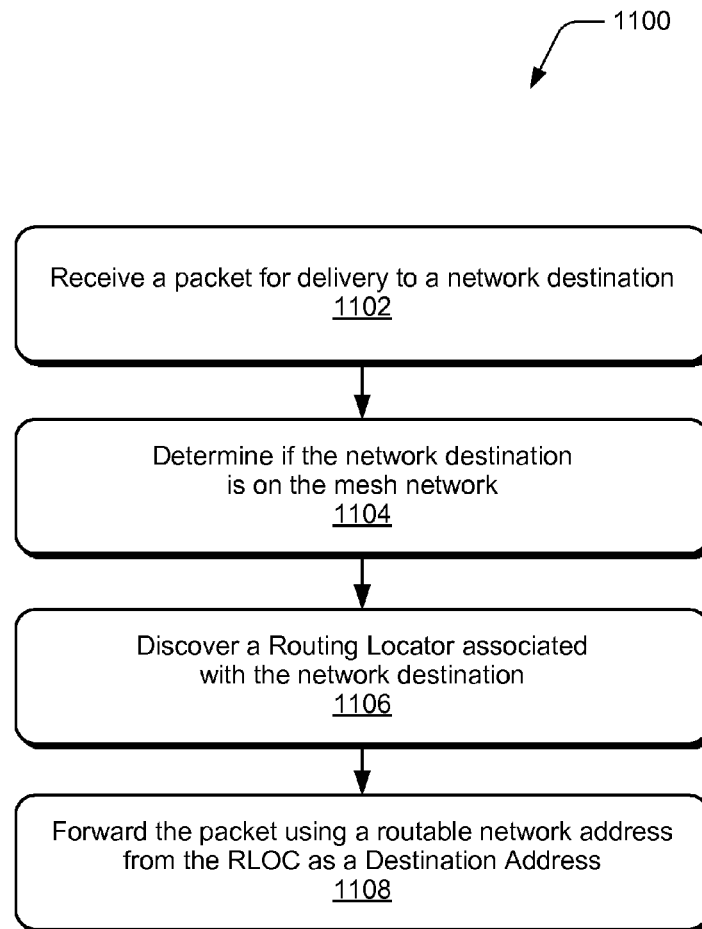 1100
Receive a packet for delivery to a network destination
1102
Determine if the network destination
is on the mesh network
1104
Discover a Routing Locator associated
with the network destination
1106
Forward the packet using a routable network address
from the RLOC as a Destination Address
1108